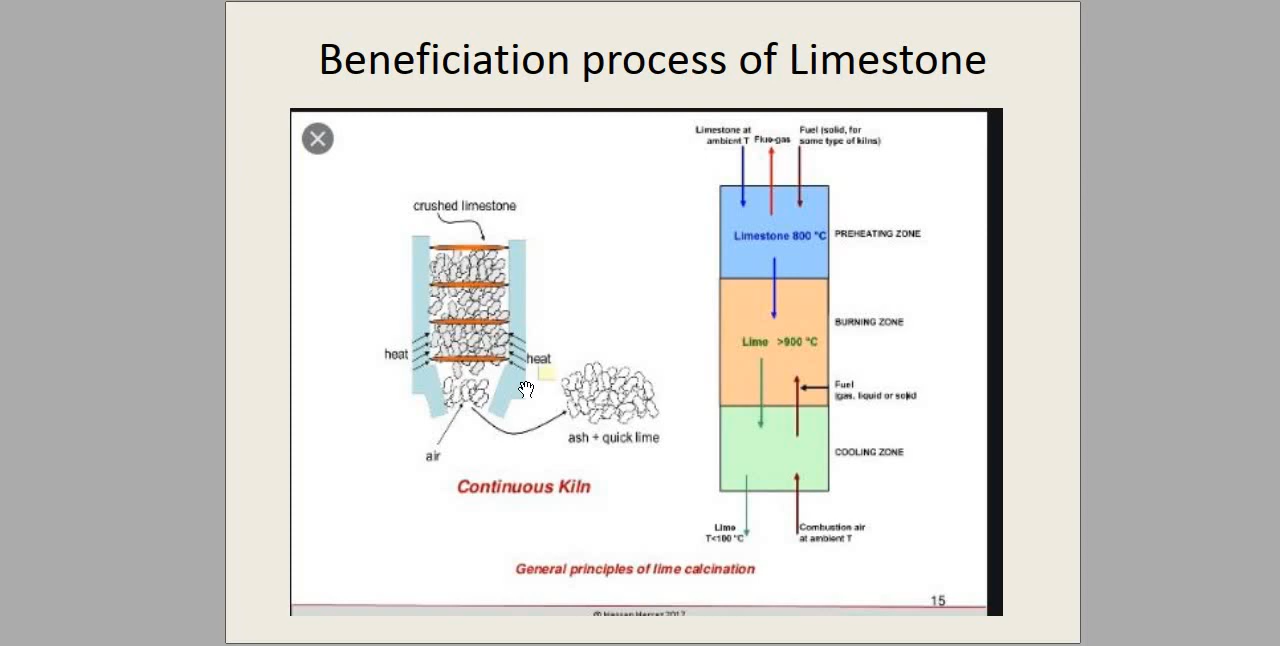 Beneficiation process of Limestone
crushed limestone
heat
heat
air
ash + quick lime
Continuous Kiln
Limestone at
ambient T
Flue-gas
Fuel (solid, for
some type of kilns)
Limestone 800 °C
PREHEATING ZONE
BURNING ZONE
Lime >900 °C
Fuel
(gas, liquid or solid
COOLING ZONE
Lime
T<100 °C
Combustion air
at ambient T
General principles of lime calcination
15
2017